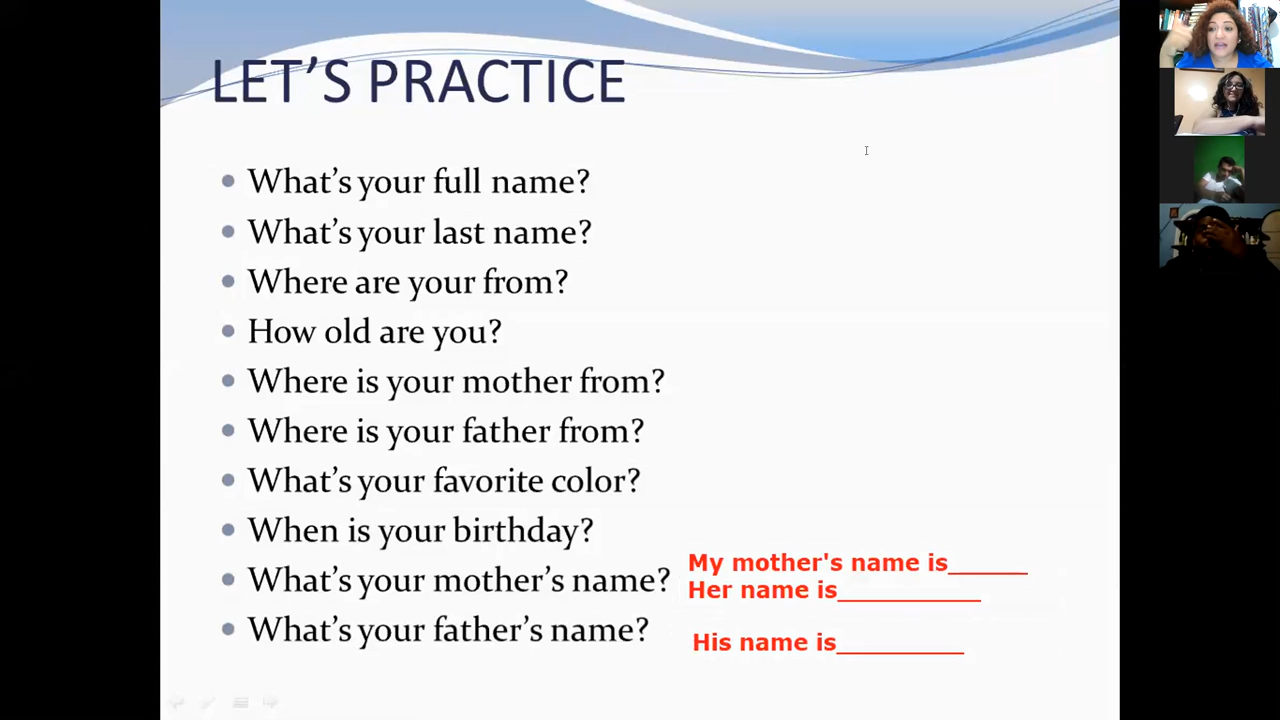 LET’S PRACTICE
• What’s your full name?
• What’s your last name?
• Where are your from?
• How old are you?
• Where is your mother from?
• Where is your father from?
• What’s your favorite color?
• When is your birthday?
• What’s your mother’s name?
My mother's name is______
Her name is___________
• What’s your father’s name?
His name is__________